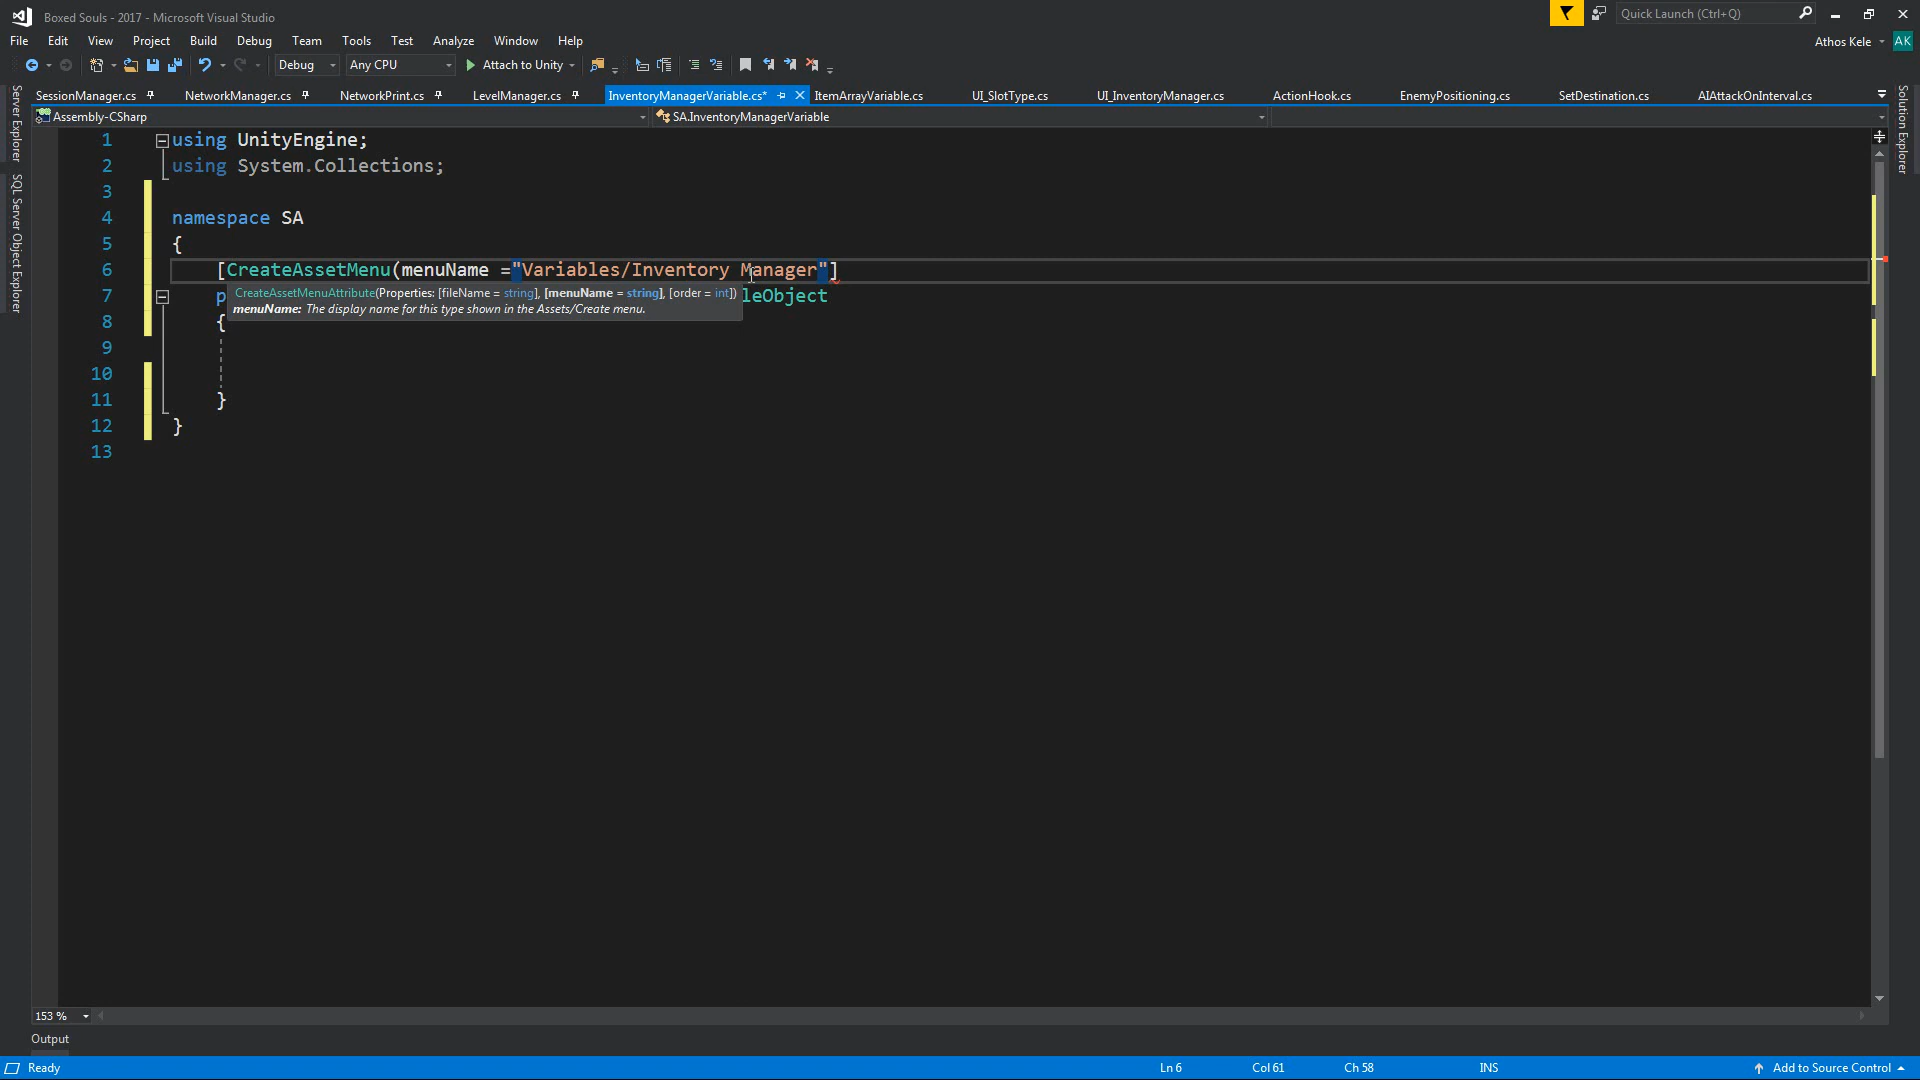 Boxed Souls - 2017 - Microsoft Visual Studio
Quick Launch (Ctrl+Q)
File Edit View Project Build Debug Team Tools Test Analyze Window Help
Athos Kele AK
Debug Any CPU Attach to Unity
SessionManager.cs NetworkManager.cs NetworkPrint.cs LevelManager.cs InventoryManagerVariable.cs* ItemArrayVariable.cs UI_SlotType.cs UI_InventoryManager.cs ActionHook.cs EnemyPositioning.cs SetDestination.cs AIAttackOnInterval.cs
Assembly-CSharp SA.InventoryManagerVariable
Server Explorer
SQL Server Object Explorer
Solution Explorer
1 using UnityEngine;
2 using System.Collections;
3
4 namespace SA
5 {
6 [CreateAssetMenu(menuName ="Variables/Inventory Manager"]
7 p leObject
CreateAssetMenuAttribute(Properties: [fileName = string], [menuName = string], [order = int])
menuName: The display name for this type shown in the Assets/Create menu.
8 {
9
10
11 }
12 }
13
153 %
Output
Ready Ln 6 Col 61 Ch 58 INS Add to Source Control